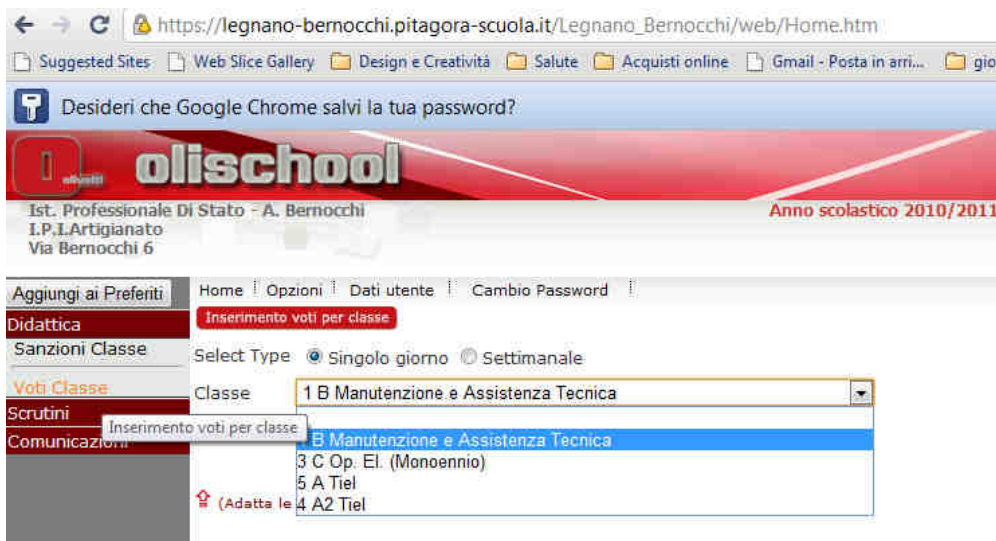 https://legnano-bernocchi.pitagora-scuola.it/Legnano_Bernocchi/web/Home.htm
Suggested Sites Web Slice Gallery Design e Creatività Salute Acquisti online Gmail - Posta in arri... gio
Desideri che Google Chrome salvi la tua password?
olivetti olischool
Ist. Professionale Di Stato - A. Bernocchi Anno scolastico 2010/2011
I.P.I.Artigianato
Via Bernocchi 6
Aggiungi ai Preferiti Home Opzioni Dati utente Cambio Password
Didattica Inserimento voti per classe
Sanzioni Classe Select Type Singolo giorno Settimanale
Voti Classe Classe 1 B Manutenzione e Assistenza Tecnica
Scrutini Inserimento voti per classe
Comunicazioni B Manutenzione e Assistenza Tecnica
3 C Op. El. (Monoennio)
5 A Tiel
(Adatta le 4 A2 Tiel